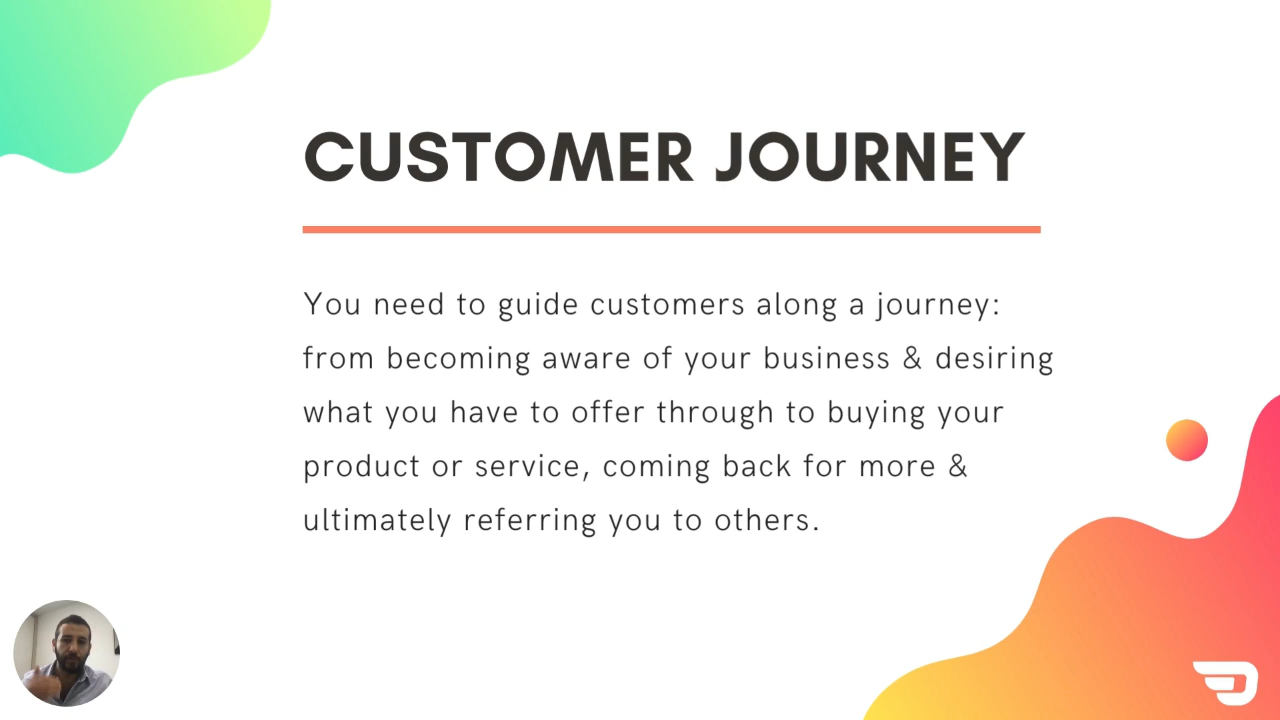 CUSTOMER JOURNEY
You need to guide customers along a journey:
from becoming aware of your business & desiring
what you have to offer through to buying your
product or service, coming back for more &
ultimately referring you to others.